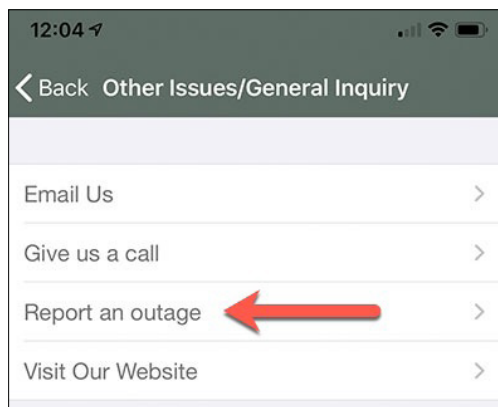 12:04
Back Other Issues/General Inquiry
Email Us
Give us a call
Report an outage
Visit Our Website